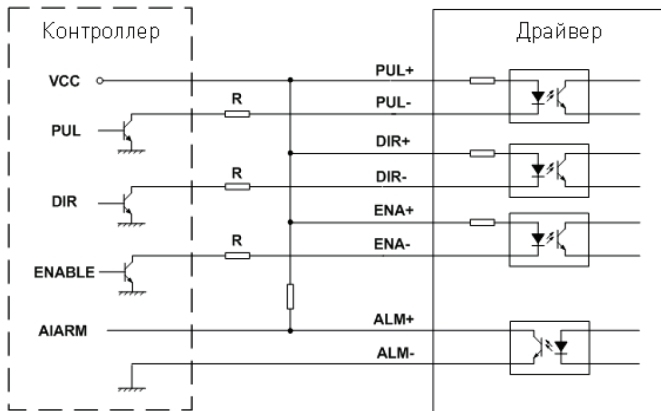 Контроллер
Драйвер
VCC
PUL+
R
PUL-
PUL
DIR+
R
DIR-
DIR
ENA+
R
ENA-
ENABLE
AIARM
ALM+
ALM-